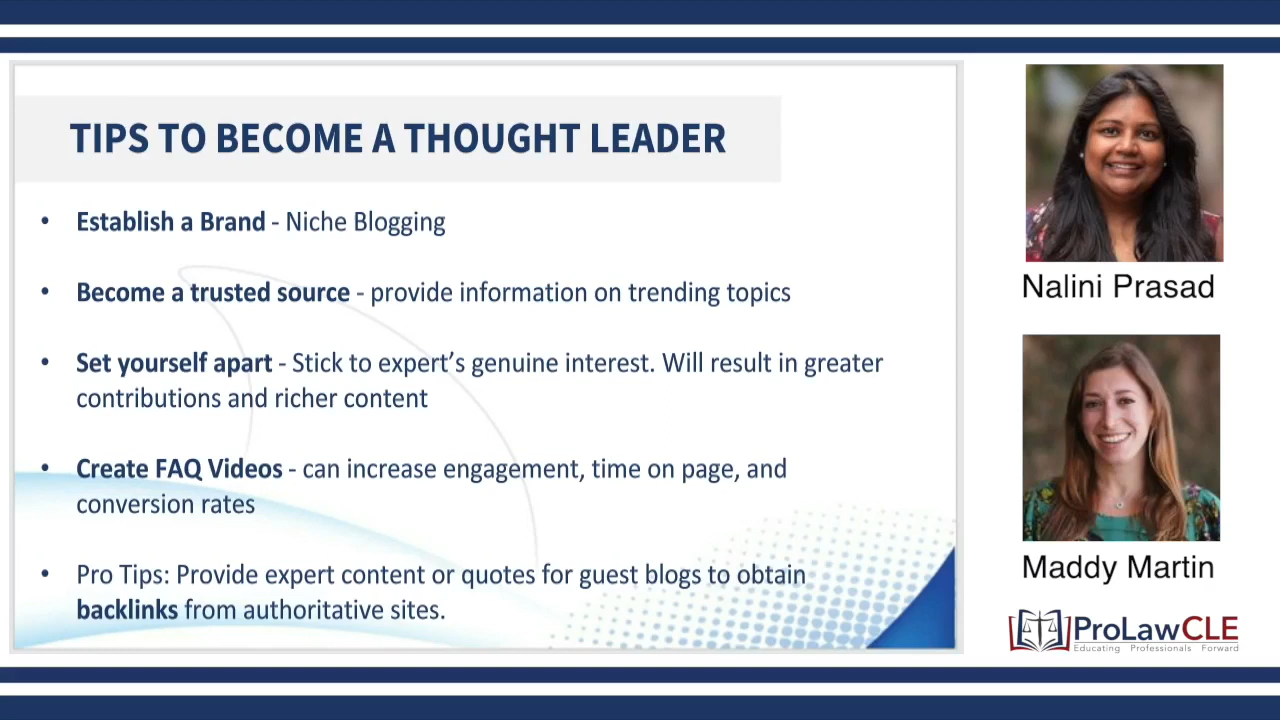 TIPS TO BECOME A THOUGHT LEADER
• Establish a Brand - Niche Blogging
• Become a trusted source - provide information on trending topics
• Set yourself apart - Stick to expert’s genuine interest. Will result in greater
contributions and richer content
• Create FAQ Videos - can increase engagement, time on page, and
conversion rates
• Pro Tips: Provide expert content or quotes for guest blogs to obtain
backlinks from authoritative sites.
Nalini Prasad
Maddy Martin
ProLawCLE
Educating Professionals Forward